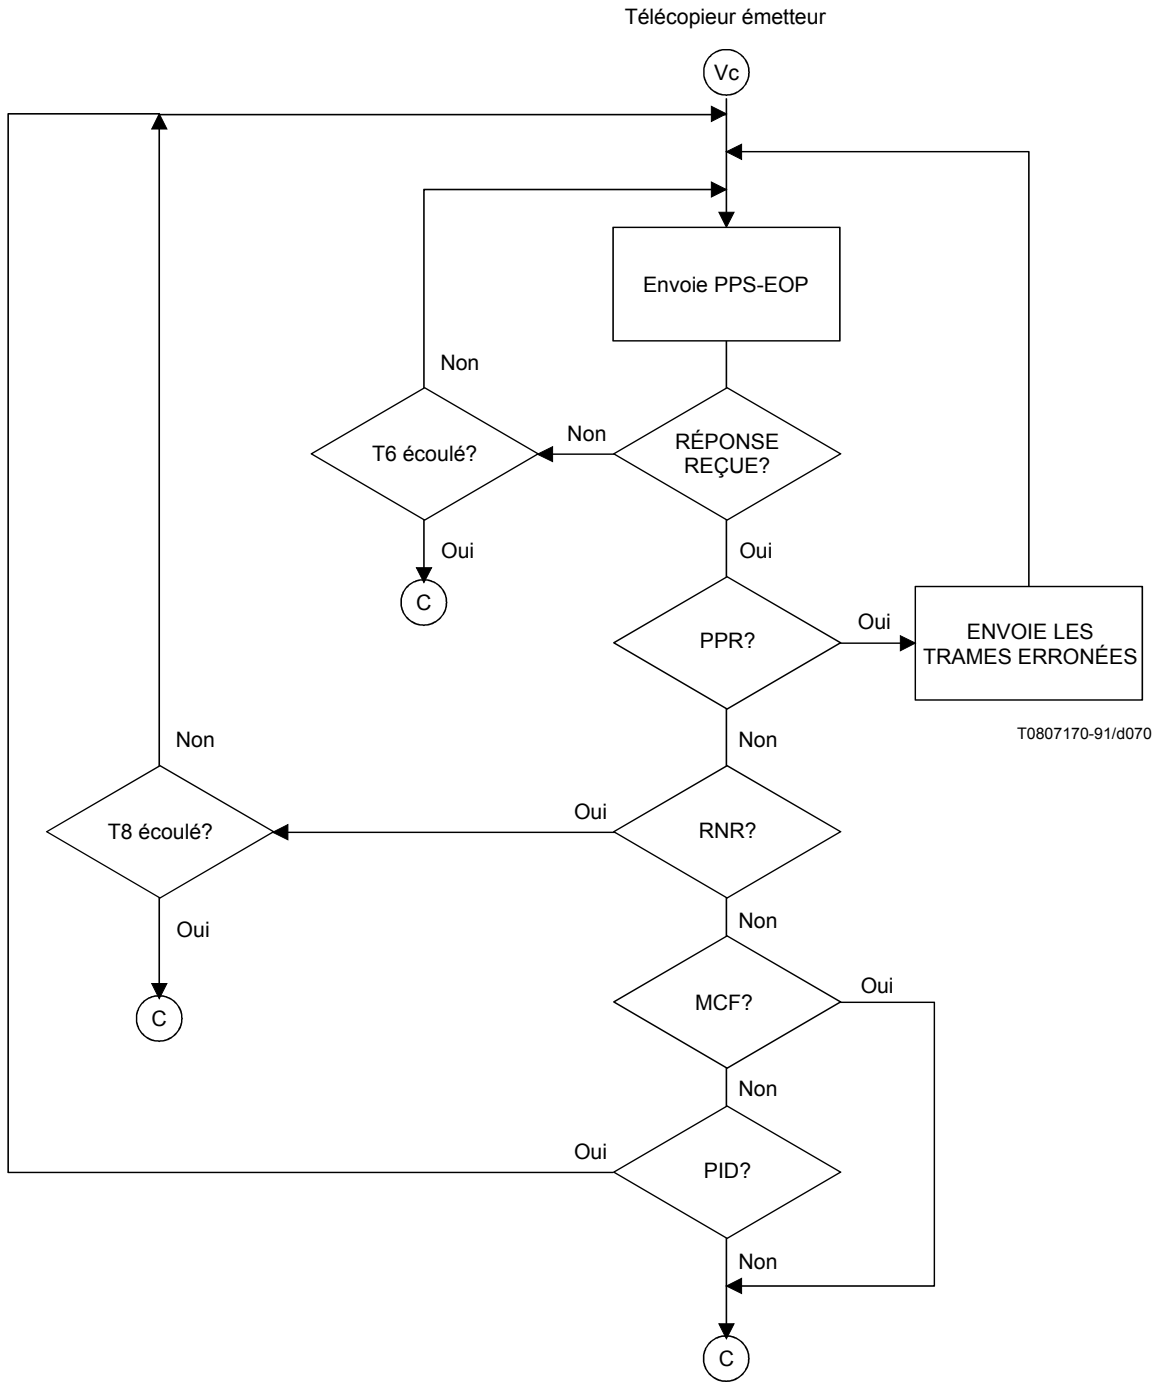 Télécopieur émetteur
Vc
Envoie PPS-EOP
Non
T6 écoulé?
Non
RÉPONSE
REÇUE?
Oui
Oui
C
PPR?
Oui
ENVOIE LES
TRAMES ERRONÉES
T0807170-91/d070
Non
Non
T8 écoulé?
Oui
RNR?
Oui
Non
C
MCF?
Oui
Non
Oui
PID?
Non
C